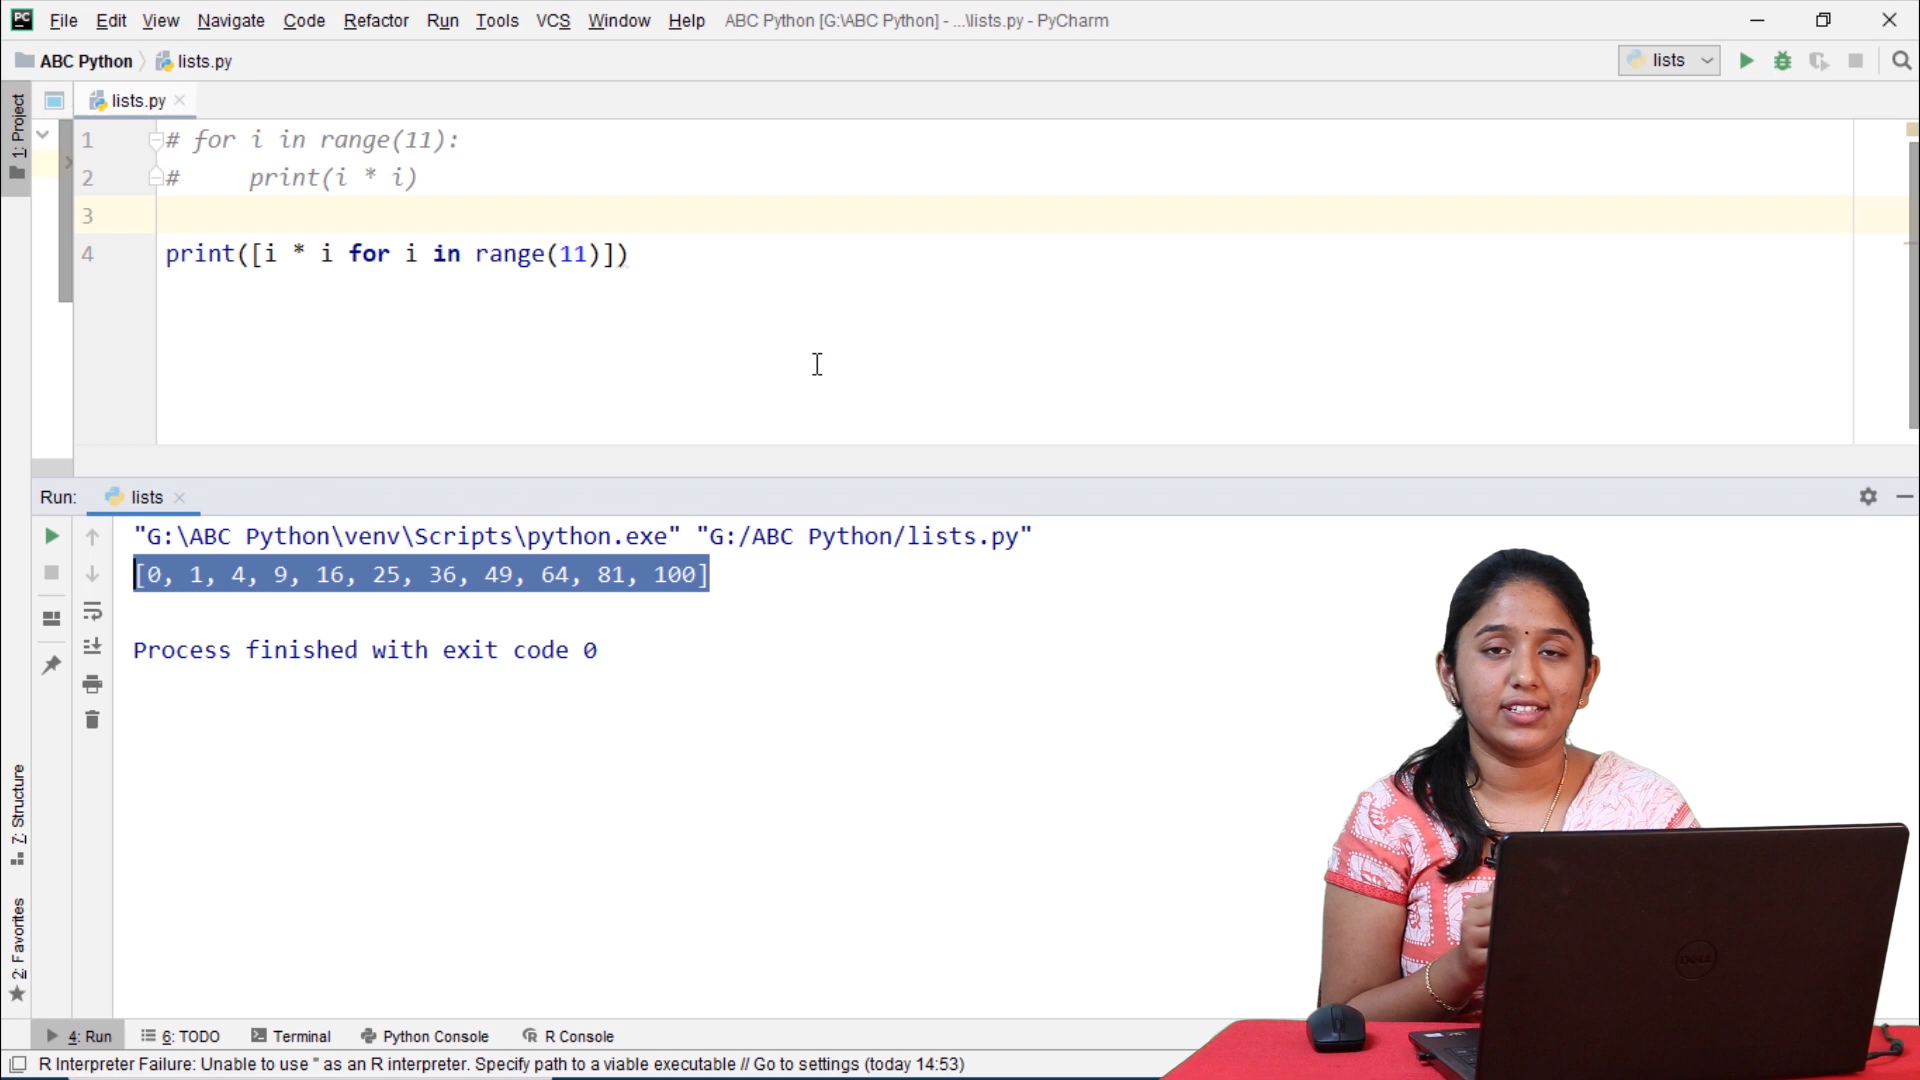 PC File Edit View Navigate Code Refactor Run Tools VCS Window Help ABC Python [G:\ABC Python] - ...\lists.py - PyCharm
ABC Python lists.py lists
1: Project
lists.py
1 # for i in range(11):
2 #     print(i * i)
3
4 print([i * i for i in range(11)])
Run: lists
"G:\ABC Python\venv\Scripts\python.exe" "G:/ABC Python/lists.py"
[0, 1, 4, 9, 16, 25, 36, 49, 64, 81, 100]
Process finished with exit code 0
7: Structure
2: Favorites
DELL
4: Run 6: TODO Terminal Python Console R Console
R Interpreter Failure: Unable to use '' as an R interpreter. Specify path to a viable executable // Go to settings (today 14:53)